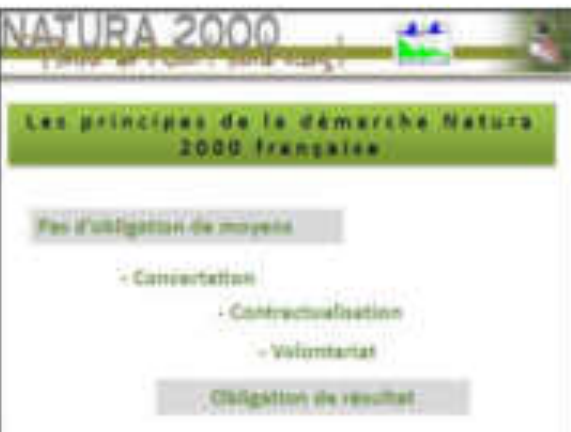 NATURA 2000
Les principes de la démarche Natura
2000 française
Pas d'obligation de moyens
- Concertation
- Contractualisation
- Volontariat
Obligation de résultat